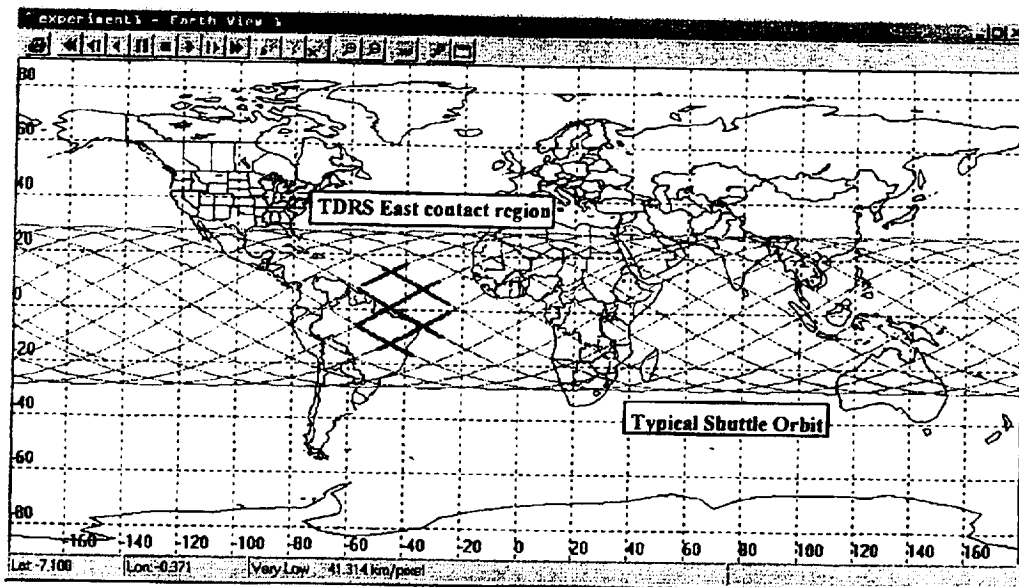 experiment1 - Earth View 1
80
60
40
20
0
-20
-40
-60
-80
TDRS East contact region
Typical Shuttle Orbit
-160 -140 -120 -100 -80 -60 -40 -20 0 20 40 60 80 100 120 140 160
Lat -7.108 Lon -0.371 Very Low 41.314 km/pixel